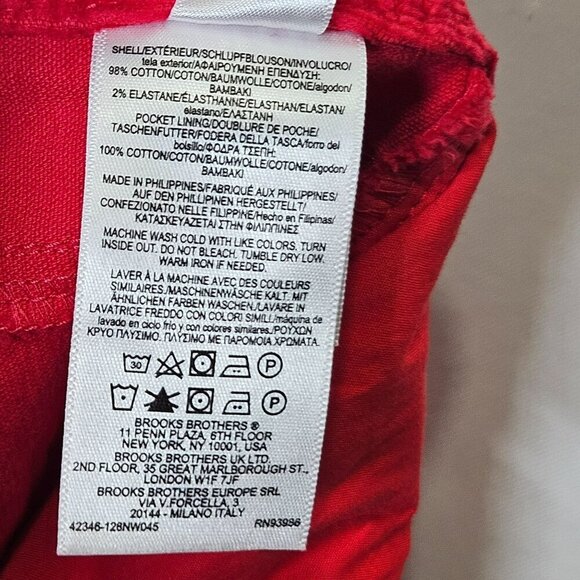 SHELL/EXTÉRIEUR/SCHLUPFBLOUSON/INVOLUCRO/
tela exterior/ΑΦΑΙΡΟΥΜΕΝΗ ΕΠΕΝΔΥΣΗ:
98% COTTON/COTON/BAUMWOLLE/COTONE/algodon/
ΒΑΜΒΑΚΙ
2% ELASTANE/ÉLASTHANNE/ELASTHAN/ELASTAN/
elastano/ΕΛΑΣΤΑΝΗ
POCKET LINING/DOUBLURE DE POCHE/
TASCHENFUTTER/FODERA DELLA TASCA/forro del
bolsillo/ΦΟΔΡΑ ΤΣΕΠΗ:
100% COTTON/COTON/BAUMWOLLE/COTONE/algodon/
ΒΑΜΒΑΚΙ
MADE IN PHILIPPINES/FABRIQUÉ AUX PHILIPPINES/
AUF DEN PHILIPPINEN HERGESTELLT/
CONFEZIONATO NELLE FILIPPINE/Hecho en Filipinas/
ΚΑΤΑΣΚΕΥΑΖΕΤΑΙ ΣΤΗΝ ΦΙΛΙΠΠΙΝΕΣ
MACHINE WASH COLD WITH LIKE COLORS. TURN
INSIDE OUT. DO NOT BLEACH. TUMBLE DRY LOW.
WARM IRON IF NEEDED.
LAVER À LA MACHINE AVEC DES COULEURS
SIMILAIRES./MASCHINENWÄSCHE KALT. MIT
ÄHNLICHEN FARBEN WASCHEN./LAVARE IN
LAVATRICE FREDDO CON COLORI SIMILI./máquina de
lavado en ciclo frío y con colores similares./ΡΟΥΧΩΝ
ΚΡΥΟ ΠΛΥΣΙΜΟ. ΠΛΥΣΙΜΟ ΜΕ ΠΑΡΟΜΟΙΑ ΧΡΩΜΑΤΑ.
30 P
P
BROOKS BROTHERS ®
11 PENN PLAZA, 6TH FLOOR
NEW YORK, NY 10001, USA
BROOKS BROTHERS UK LTD.
2ND FLOOR, 35 GREAT MARLBOROUGH ST.,
LONDON W1F 7JF
BROOKS BROTHERS EUROPE SRL
VIA V.FORCELLA, 3
20144 - MILANO ITALY
42346-128NW045 RN93986